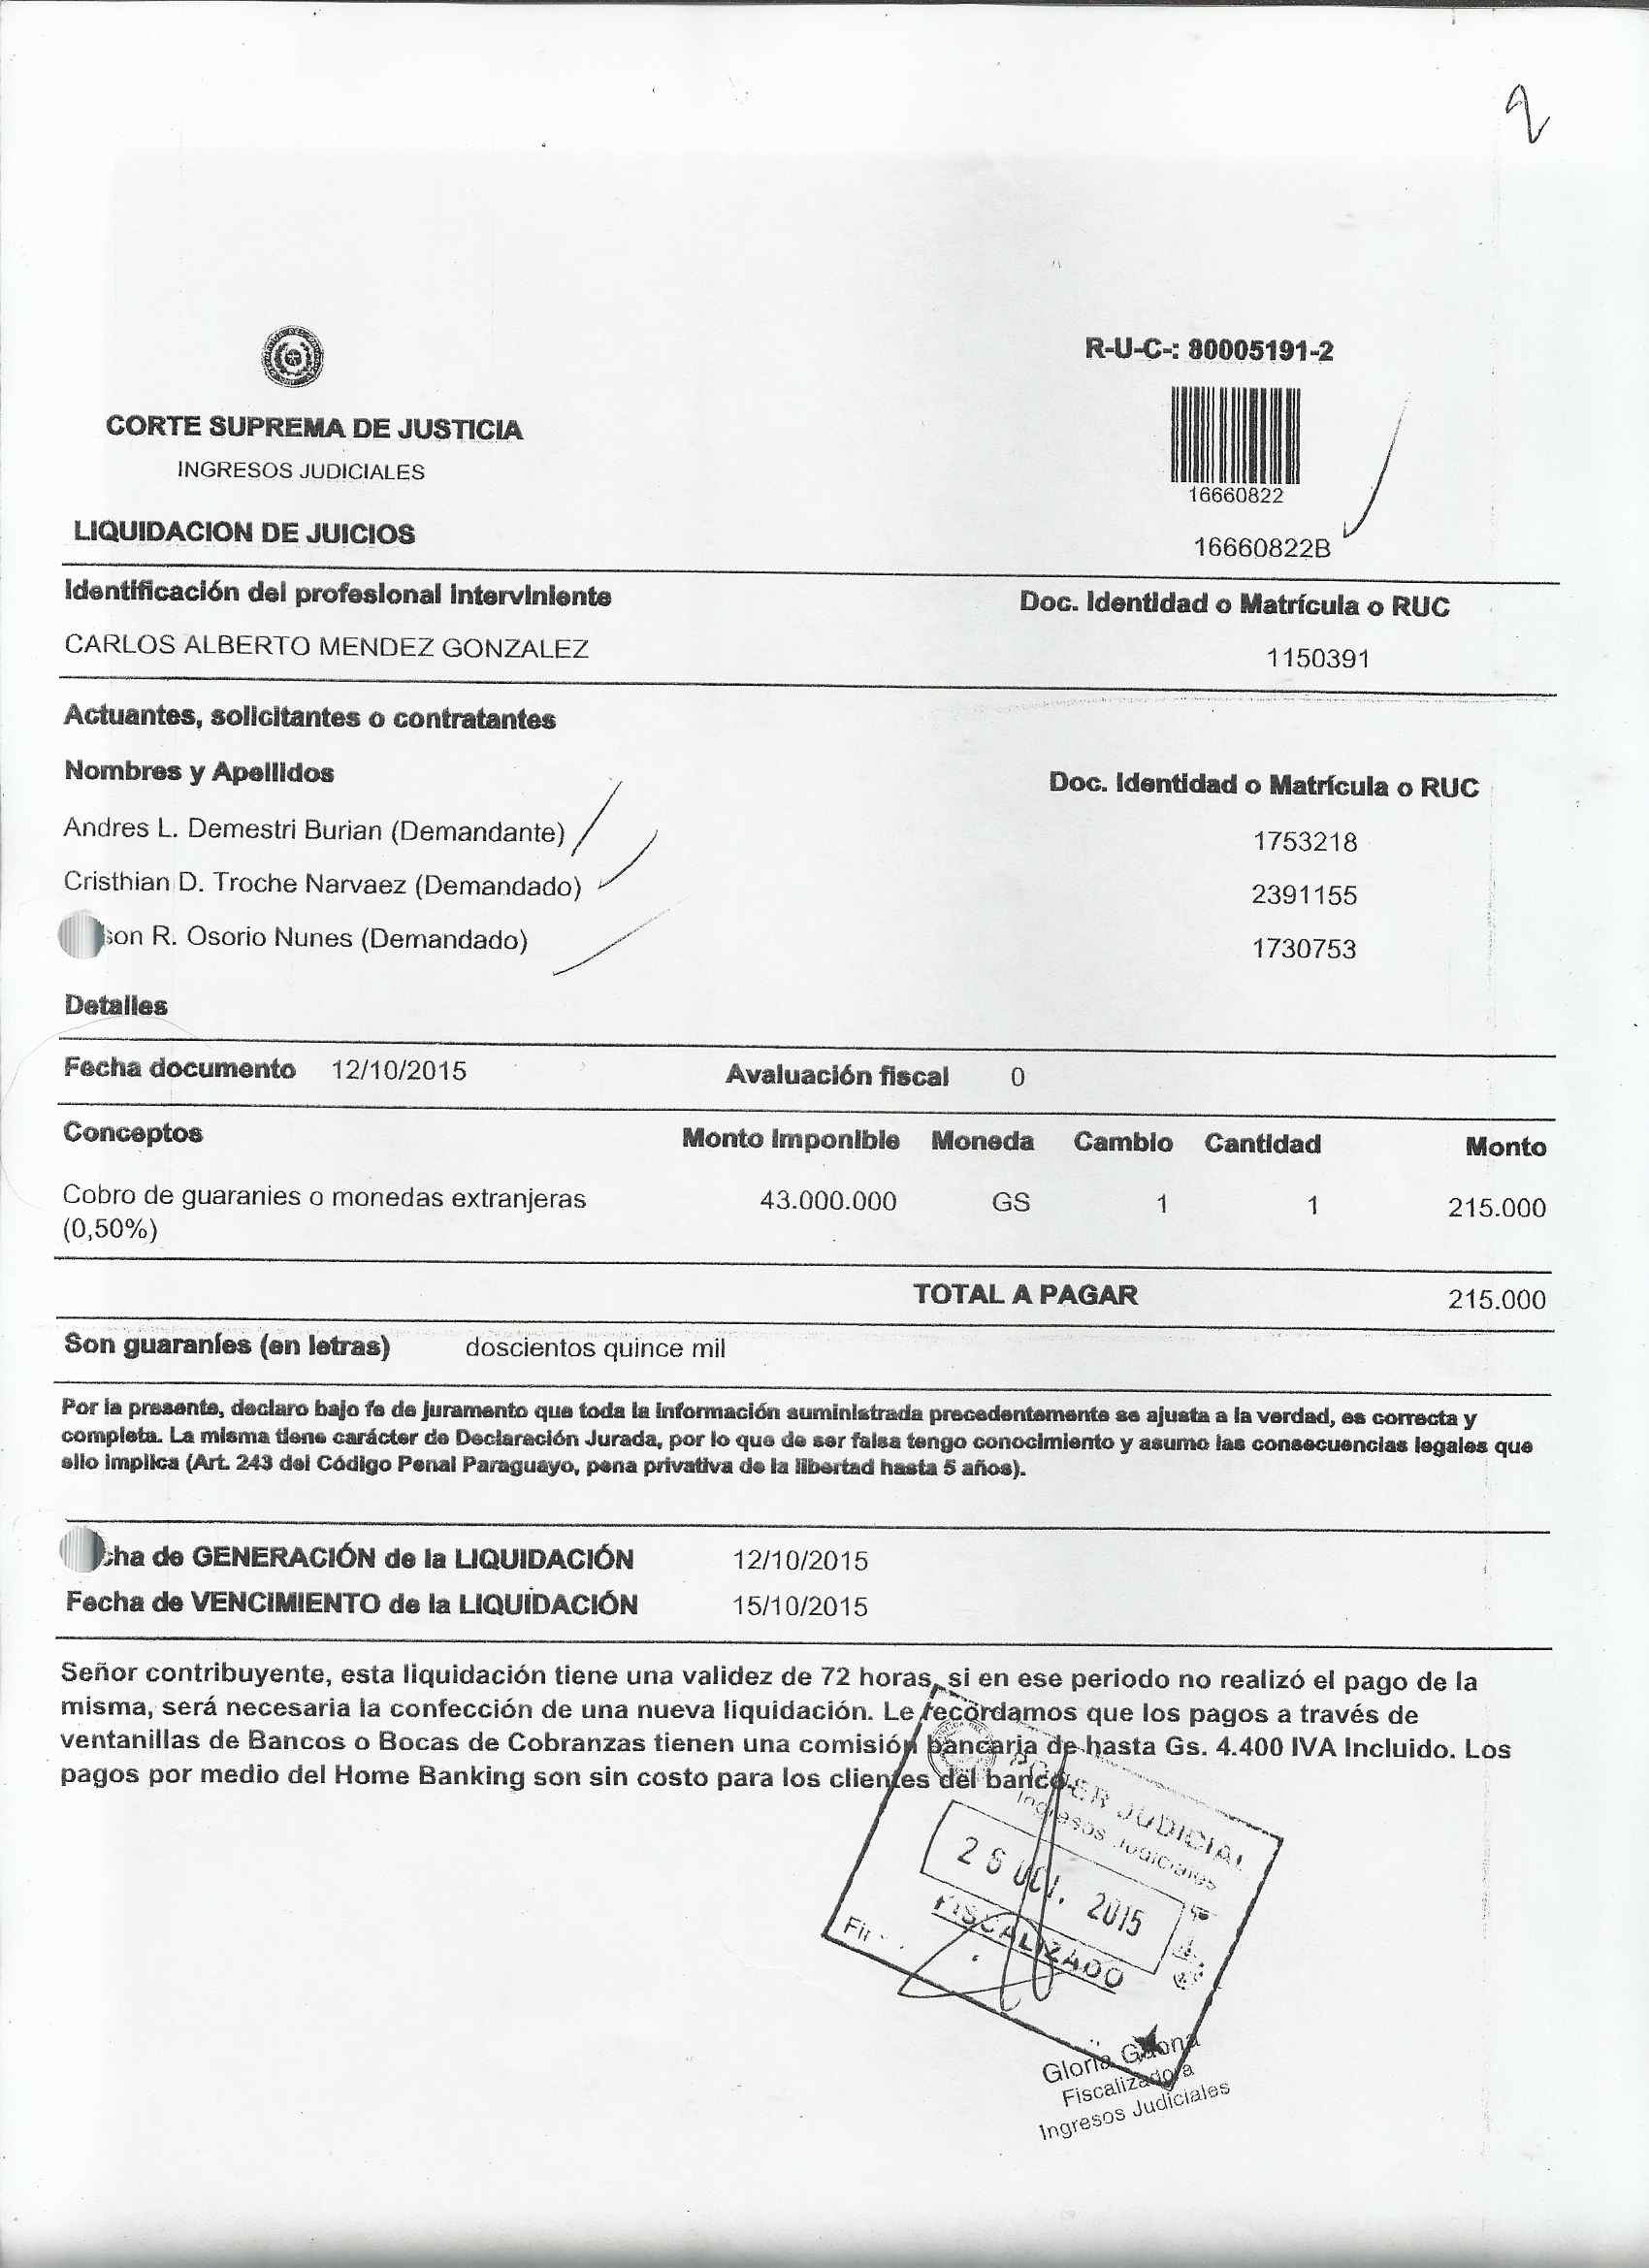 2
R-U-C-: 80005191-2
CORTE SUPREMA DE JUSTICIA
INGRESOS JUDICIALES
16660822
LIQUIDACION DE JUICIOS
16660822B
Identificación del profesional interviniente Doc. Identidad o Matrícula o RUC
CARLOS ALBERTO MENDEZ GONZALEZ 1150391
Actuantes, solicitantes o contratantes
Nombres y Apellidos Doc. Identidad o Matrícula o RUC
Andres L. Demestri Burian (Demandante) 1753218
Cristhian D. Troche Narvaez (Demandado) 2391155
son R. Osorio Nunes (Demandado) 1730753
Detalles
Fecha documento 12/10/2015 Avaluación fiscal 0
Conceptos Monto Imponible Moneda Cambio Cantidad Monto
Cobro de guaranies o monedas extranjeras 43.000.000 GS 1 1 215.000
(0,50%)
TOTAL A PAGAR 215.000
Son guaraníes (en letras) doscientos quince mil
Por la presente, declaro bajo fe de juramento que toda la información suministrada precedentemente se ajusta a la verdad, es correcta y
completa. La misma tiene carácter de Declaración Jurada, por lo que de ser falsa tengo conocimiento y asumo las consecuencias legales que
ello implica (Art. 243 del Código Penal Paraguayo, pena privativa de la libertad hasta 5 años).
cha de GENERACIÓN de la LIQUIDACIÓN 12/10/2015
Fecha de VENCIMIENTO de la LIQUIDACIÓN 15/10/2015
Señor contribuyente, esta liquidación tiene una validez de 72 horas, si en ese periodo no realizó el pago de la
misma, será necesaria la confección de una nueva liquidación. Le recordamos que los pagos a través de
ventanillas de Bancos o Bocas de Cobranzas tienen una comisión bancaria de hasta Gs. 4.400 IVA Incluido. Los
pagos por medio del Home Banking son sin costo para los clientes del banco.
PODER JUDICIAL
Ingresos Judiciales
26 OCT. 2015
FISCALIZADO
Gloria Gaona
Fiscalizadora
Ingresos Judiciales